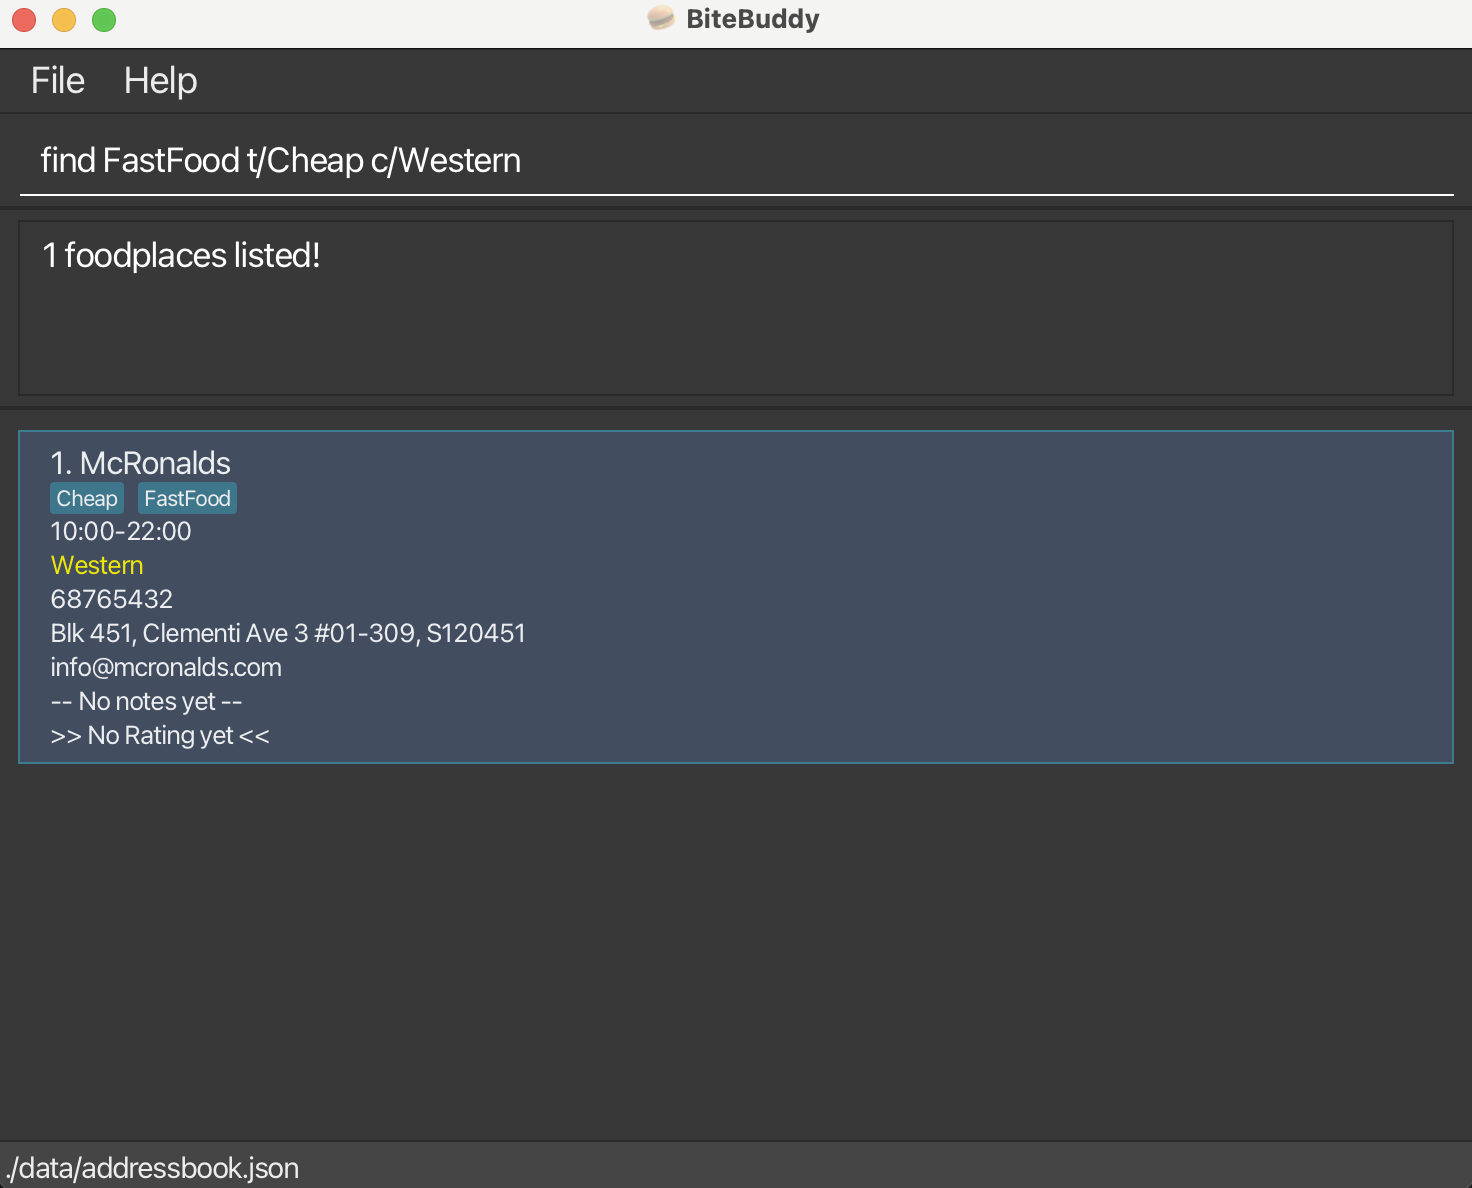 BiteBuddy
File Help
find FastFood t/Cheap c/Western
1 foodplaces listed!
1. McRonalds
Cheap FastFood
10:00-22:00
Western
68765432
Blk 451, Clementi Ave 3 #01-309, S120451
info@mcronalds.com
-- No notes yet --
>> No Rating yet <<
./data/addressbook.json